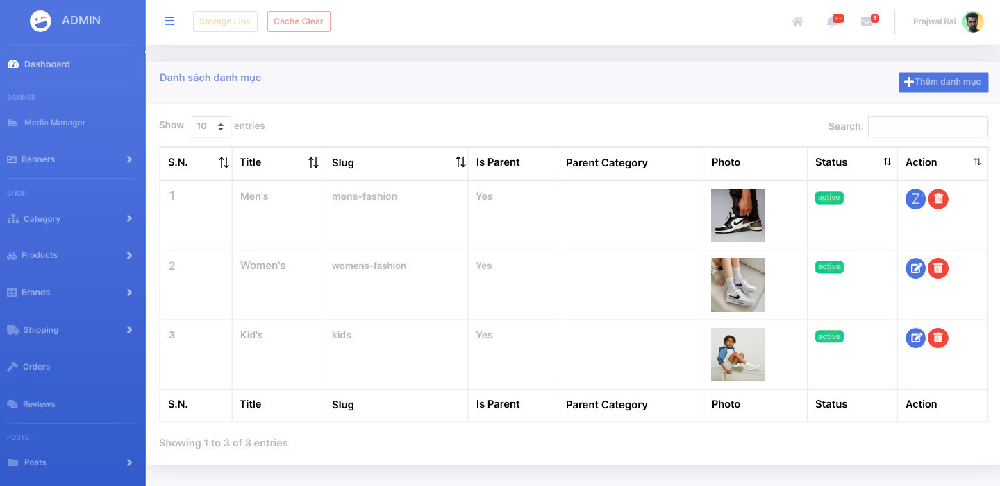 ADMIN
Dashboard
BANNER
Media Manager
Banners
SHOP
Category
Products
Brands
Shipping
Orders
Reviews
POSTS
Posts
Storage Link Cache Clear 5+ 1 Prajwal Rai
Danh sách danh mục
Thêm danh mục
Show 10 entries Search:
S.N. Title Slug Is Parent Parent Category Photo Status Action
1 Men's mens-fashion Yes active
2 Women's womens-fashion Yes active
3 Kid's kids Yes active
S.N. Title Slug Is Parent Parent Category Photo Status Action
Showing 1 to 3 of 3 entries